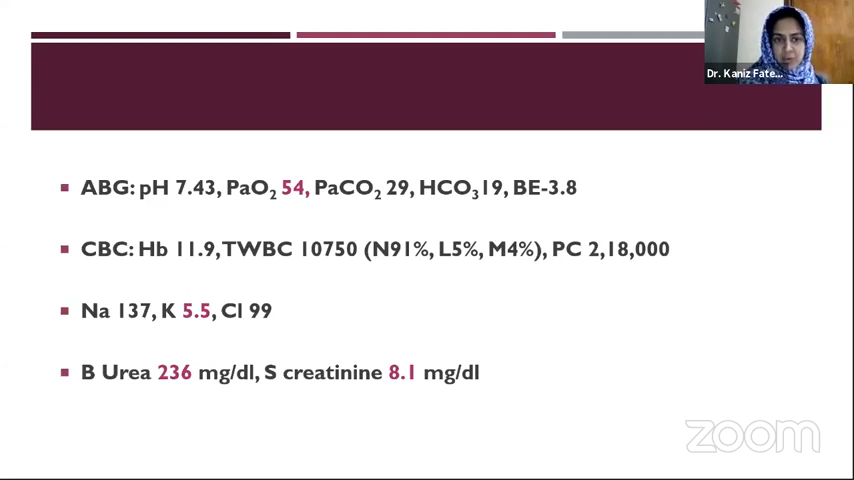 Dr. Kaniz Fate...
ABG: pH 7.43, PaO2 54, PaCO2 29, HCO319, BE-3.8
CBC: Hb 11.9, TWBC 10750 (N91%, L5%, M4%), PC 2,18,000
Na 137, K 5.5, Cl 99
B Urea 236 mg/dl, S creatinine 8.1 mg/dl
zoom